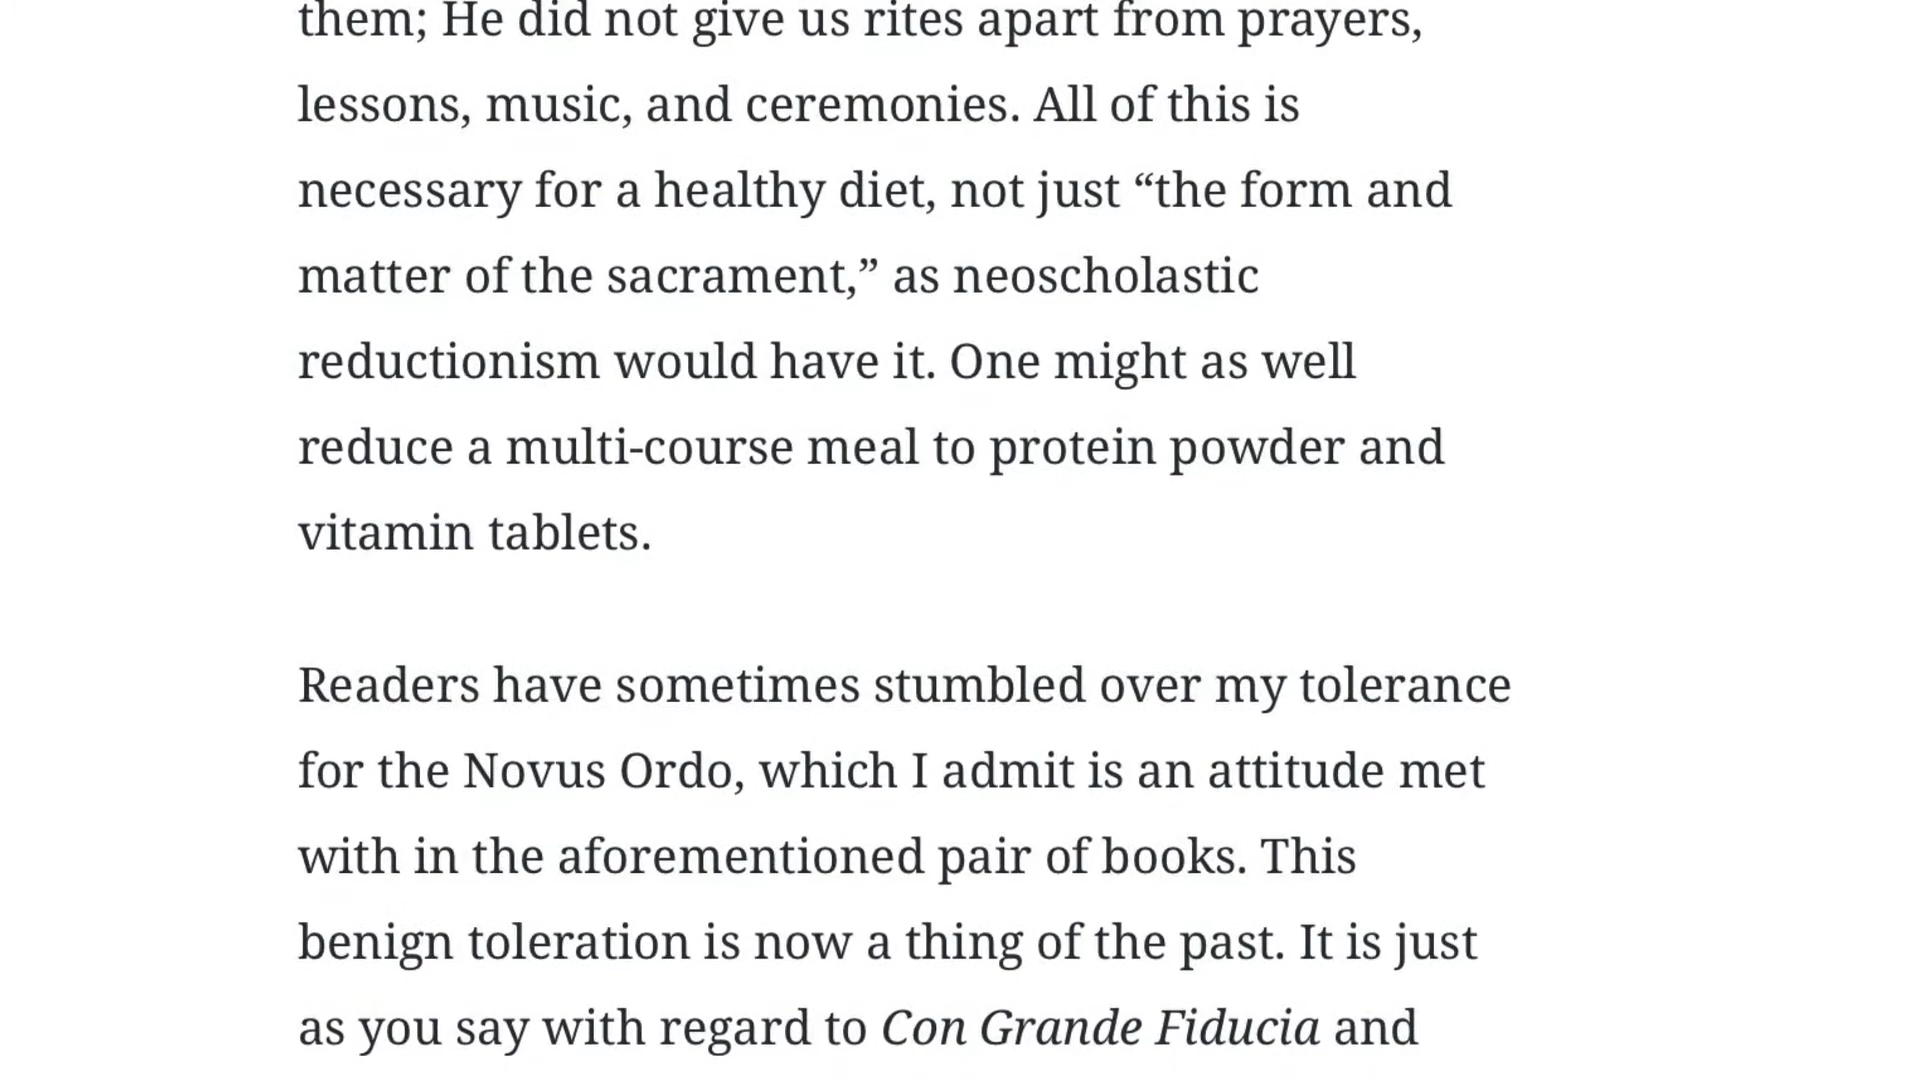 them; He did not give us rites apart from prayers,
lessons, music, and ceremonies. All of this is
necessary for a healthy diet, not just “the form and
matter of the sacrament,” as neoscholastic
reductionism would have it. One might as well
reduce a multi-course meal to protein powder and
vitamin tablets.
Readers have sometimes stumbled over my tolerance
for the Novus Ordo, which I admit is an attitude met
with in the aforementioned pair of books. This
benign toleration is now a thing of the past. It is just
as you say with regard to Con Grande Fiducia and